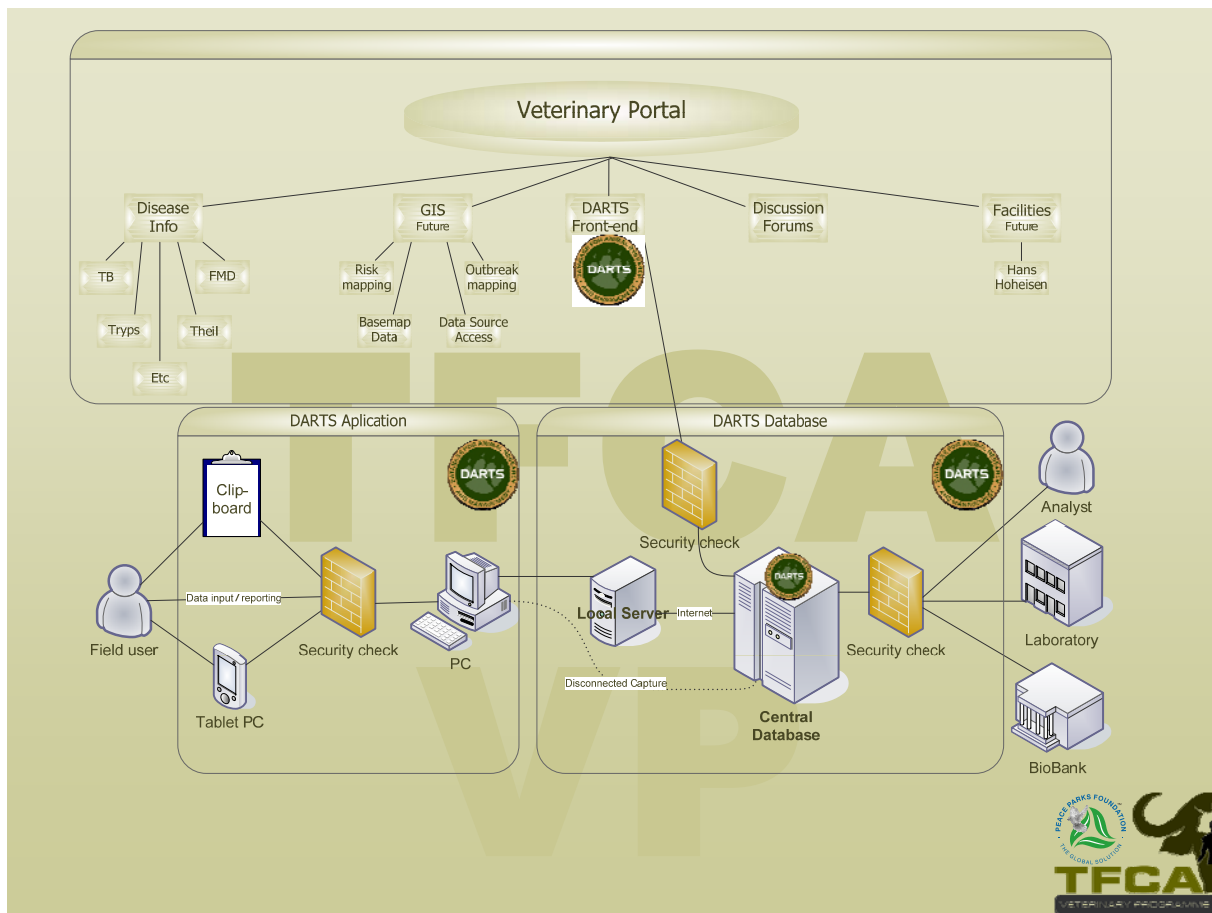 Veterinary Portal
Disease
Info
GIS
Future
DARTS
Front-end
Discussion
Forums
Facilities
Future
TB
FMD
Tryps
Theil
Etc
Risk
mapping
Outbreak
mapping
Basemap
Data
Data Source
Access
DARTS
Hans
Hoheisen
TFCA
VP
DARTS Aplication
DARTS
Clip-
board
Data input / reporting
Field user
Security check
PC
Tablet PC
DARTS Database
DARTS
Security check
DARTS
Local Server
Internet
Disconnected Capture
Central
Database
Security check
Analyst
Laboratory
BioBank
PEACE PARKS FOUNDATION
THE GLOBAL SOLUTION
TFCA
VETERINARY PROGRAMME